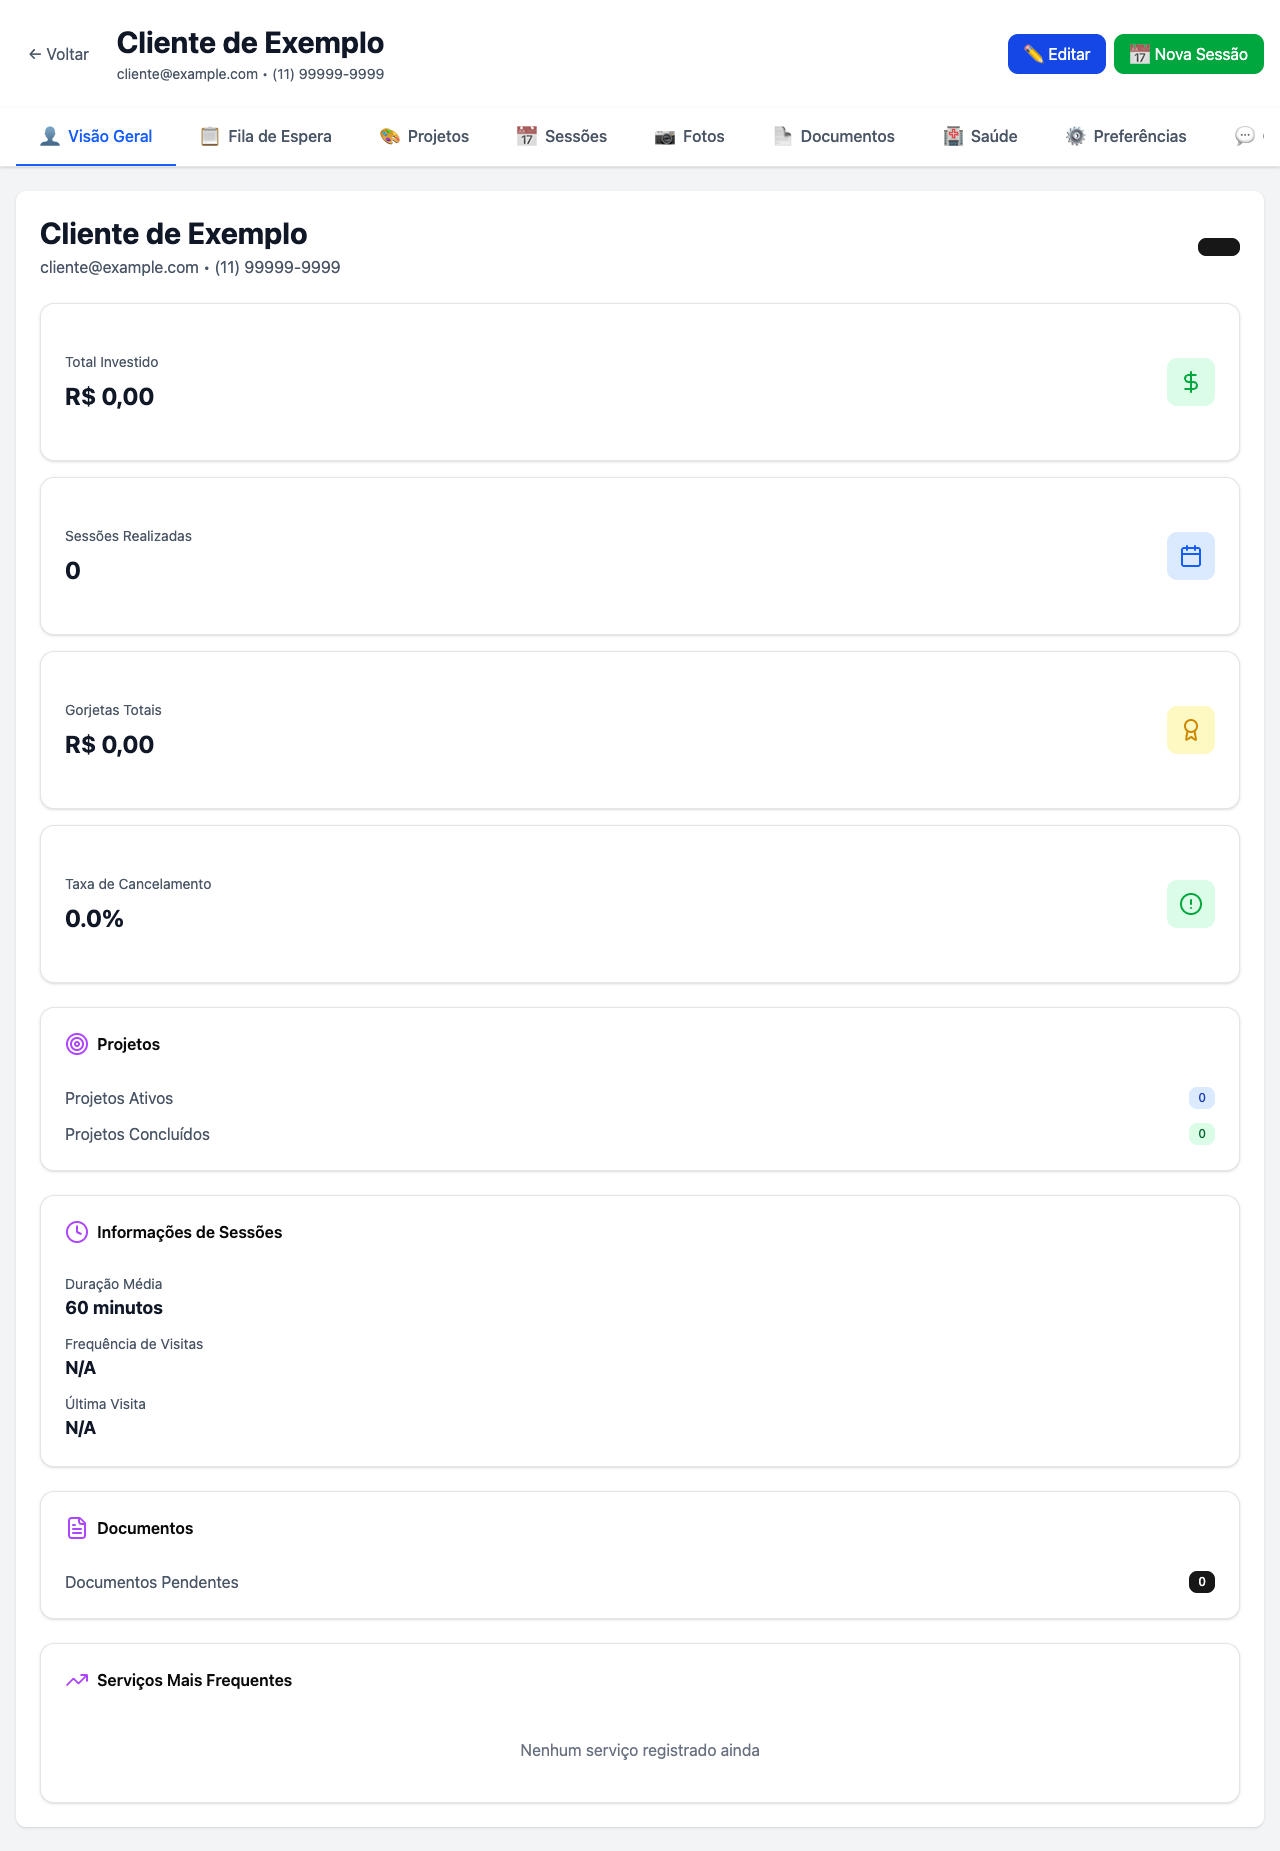 ← Voltar
Cliente de Exemplo
cliente@example.com • (11) 99999-9999
Editar
Nova Sessão
Visão Geral
Fila de Espera
Projetos
Sessões
Fotos
Documentos
Saúde
Preferências
Cliente de Exemplo
cliente@example.com • (11) 99999-9999
Total Investido
R$ 0,00
Sessões Realizadas
0
Gorjetas Totais
R$ 0,00
Taxa de Cancelamento
0.0%
Projetos
Projetos Ativos 0
Projetos Concluídos 0
Informações de Sessões
Duração Média
60 minutos
Frequência de Visitas
N/A
Última Visita
N/A
Documentos
Documentos Pendentes 0
Serviços Mais Frequentes
Nenhum serviço registrado ainda